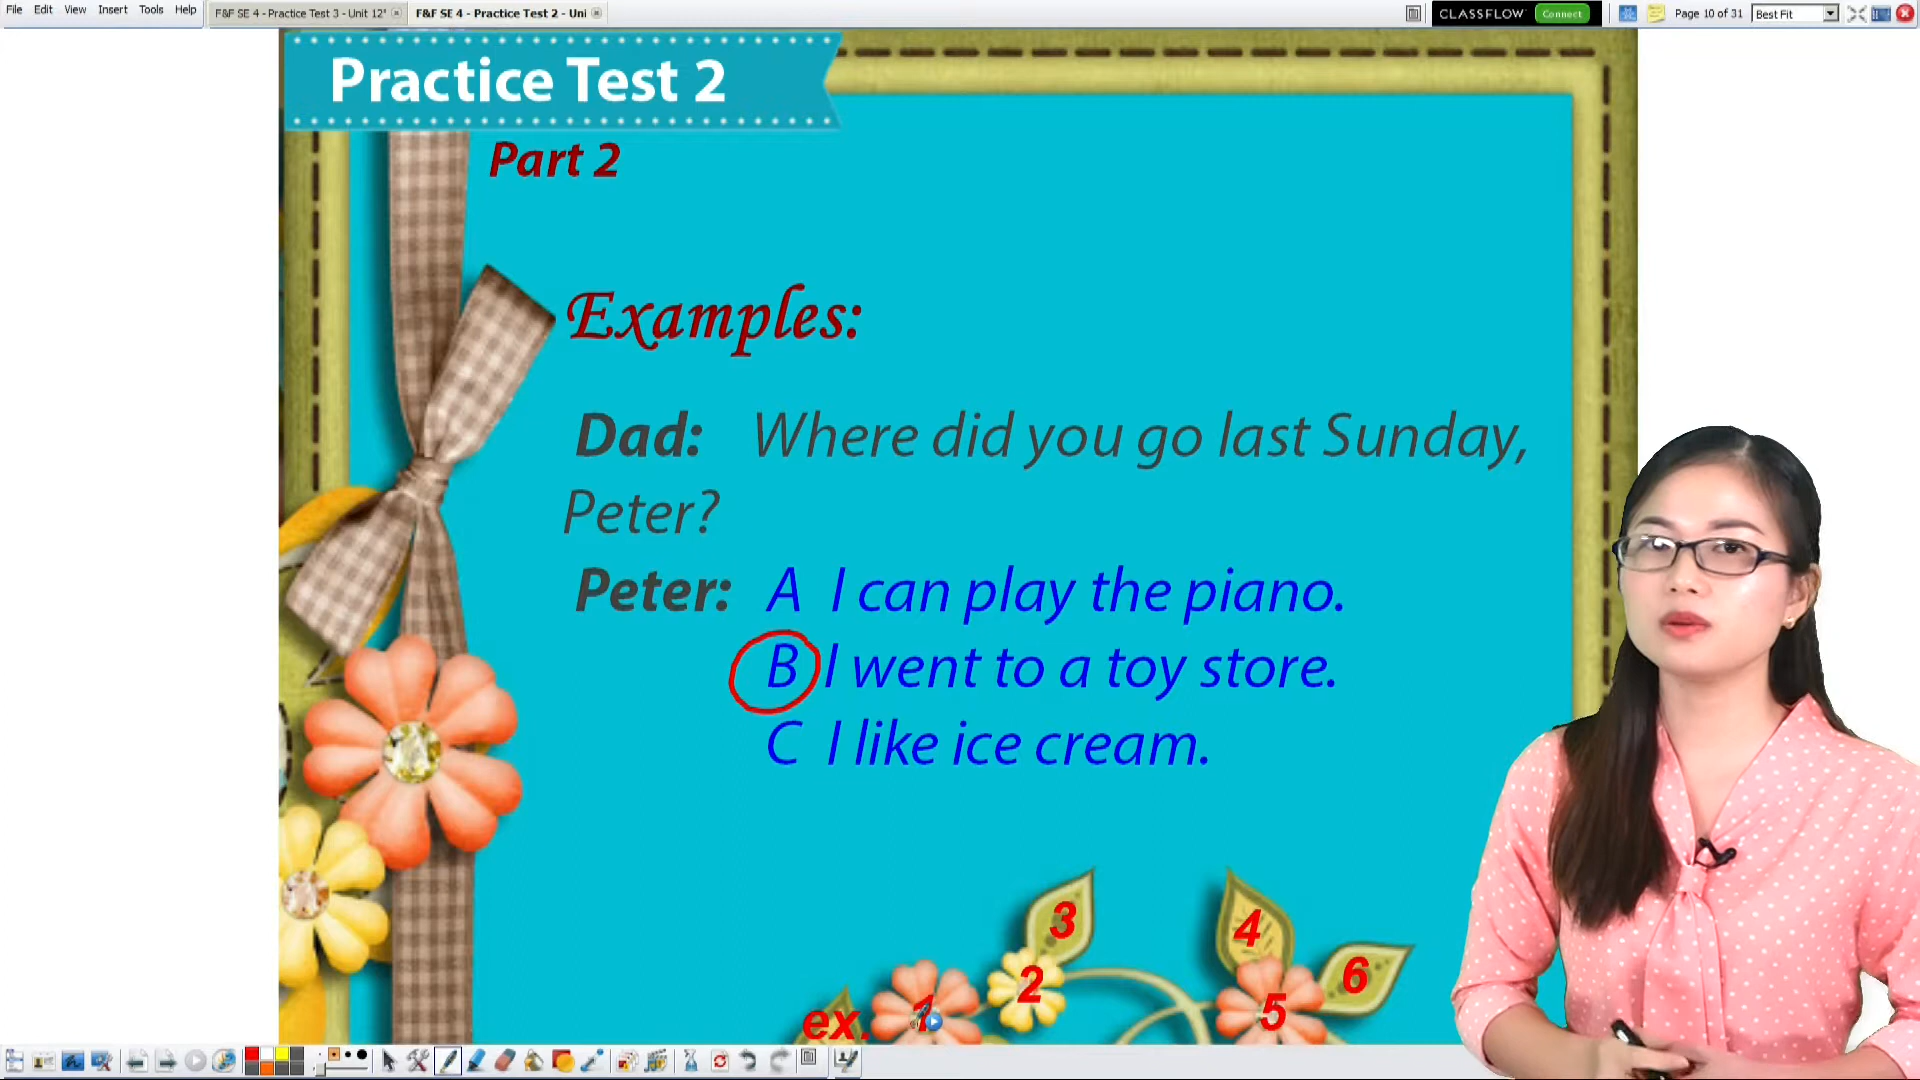 File Edit View Insert Tools Help
F&F SE 4 - Practice Test 3 - Unit 12*
F&F SE 4 - Practice Test 2 - Uni
CLASSFLOW Connect
Page 10 of 31
Best Fit
Practice Test 2
Part 2
Examples:
Dad: Where did you go last Sunday,
Peter?
Peter: A I can play the piano.
B I went to a toy store.
C I like ice cream.
3
4
2
6
ex. 1
5